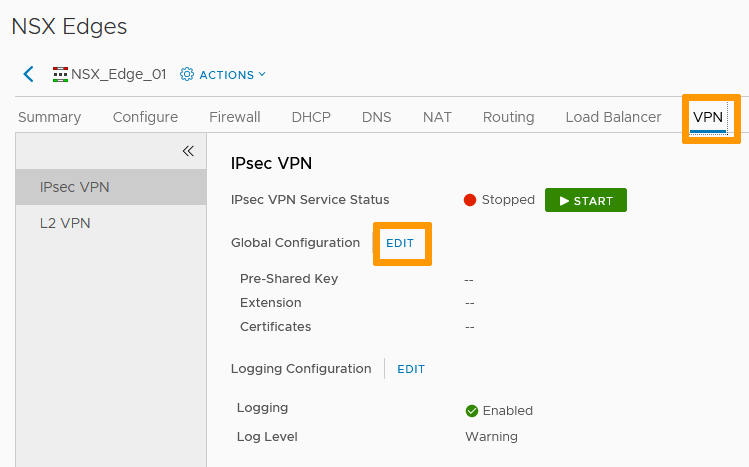 NSX Edges
NSX_Edge_01 ACTIONS
Summary Configure Firewall DHCP DNS NAT Routing Load Balancer VPN
IPsec VPN
L2 VPN
IPsec VPN
IPsec VPN Service Status Stopped START
Global Configuration EDIT
Pre-Shared Key --
Extension --
Certificates --
Logging Configuration EDIT
Logging Enabled
Log Level Warning